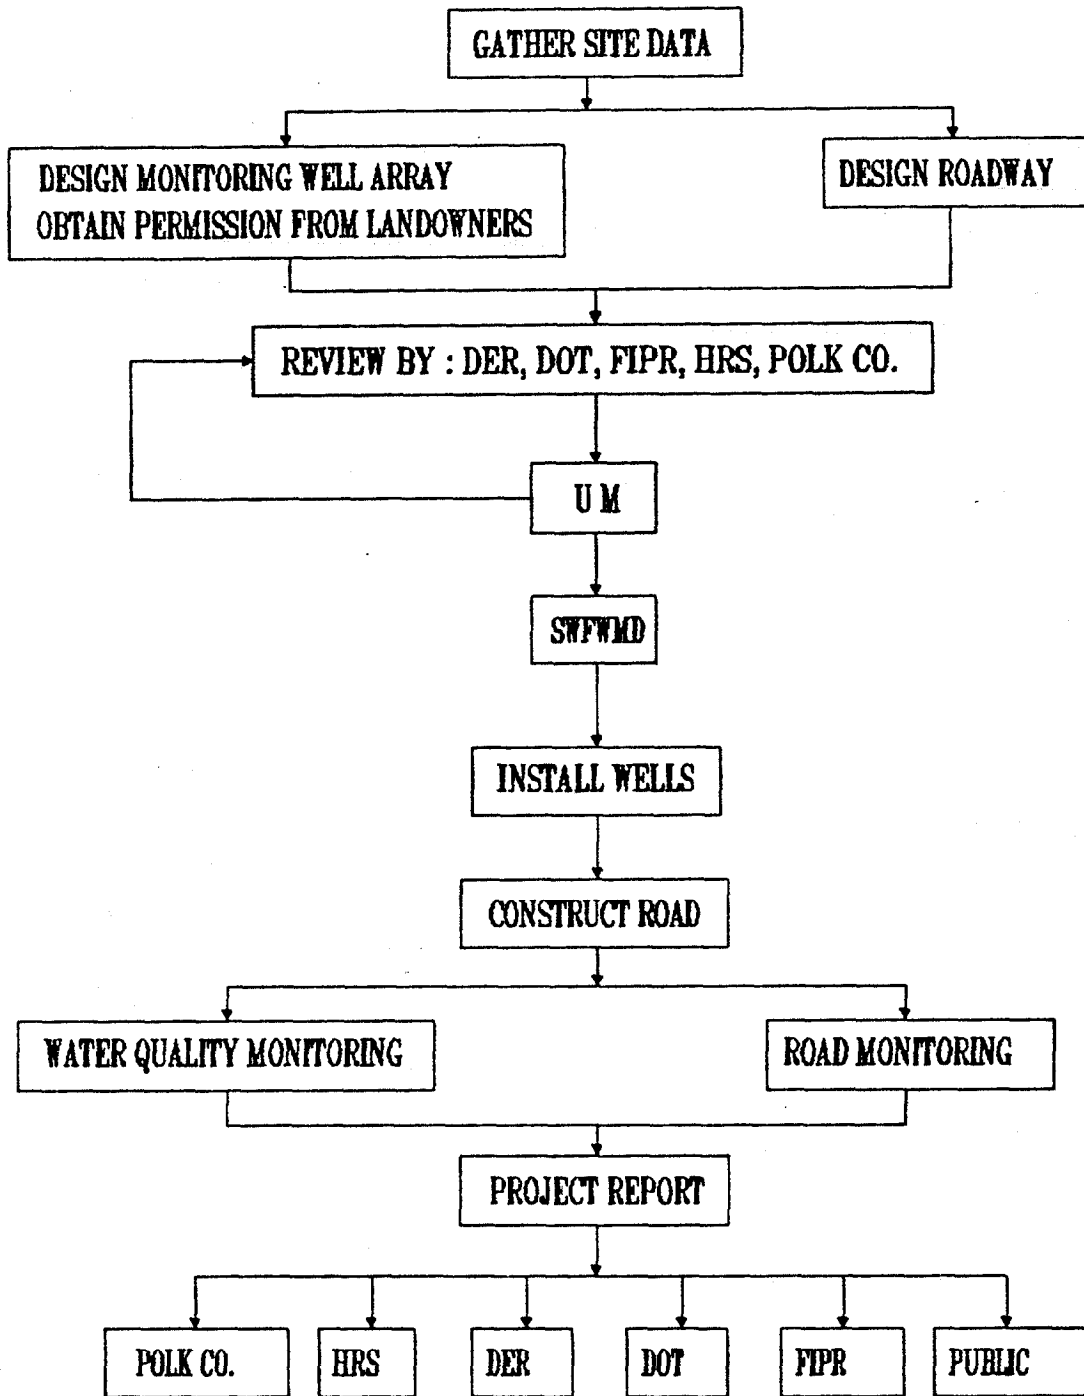 GATHER SITE DATA
DESIGN MONITORING WELL ARRAY
OBTAIN PERMISSION FROM LANDOWNERS
DESIGN ROADWAY
REVIEW BY : DER, DOT, FIPR, HRS, POLK CO.
U M
SWFWMD
INSTALL WELLS
CONSTRUCT ROAD
WATER QUALITY MONITORING
ROAD MONITORING
PROJECT REPORT
POLK CO.
HRS
DER
DOT
FIPR
PUBLIC